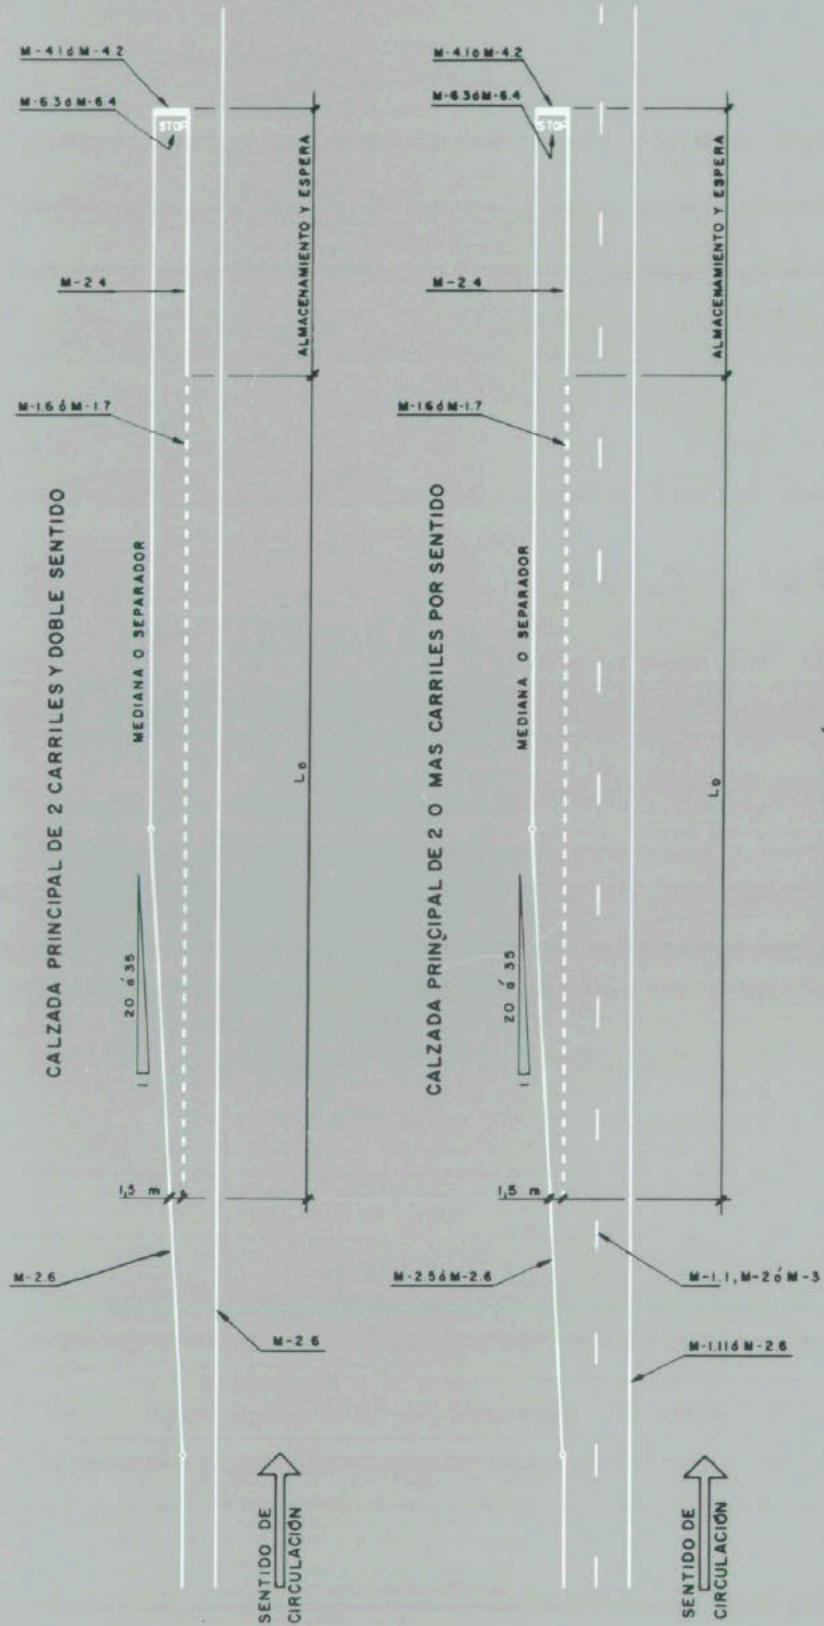 M-4.1 ó M-4.2
M-6.3 ó M-6.4
STOP
M-2.4
M-1.6 ó M-1.7
CALZADA PRINCIPAL DE 2 CARRILES Y DOBLE SENTIDO
MEDIANA O SEPARADOR
ALMACENAMIENTO Y ESPERA
L D
20 á 35
1
1,5 m
M-2.6
M-2.6
SENTIDO DE
CIRCULACIÓN
M-4.1 ó M-4.2
M-6.3 ó M-6.4
STOP
M-2.4
M-1.6 ó M-1.7
CALZADA PRINCIPAL DE 2 O MAS CARRILES POR SENTIDO
MEDIANA O SEPARADOR
ALMACENAMIENTO Y ESPERA
L D
20 á 35
1
1,5 m
M-2.5 ó M-2.6
M-1.1, M-2 ó M-3
M-1.11 ó M-2.6
SENTIDO DE
CIRCULACIÓN